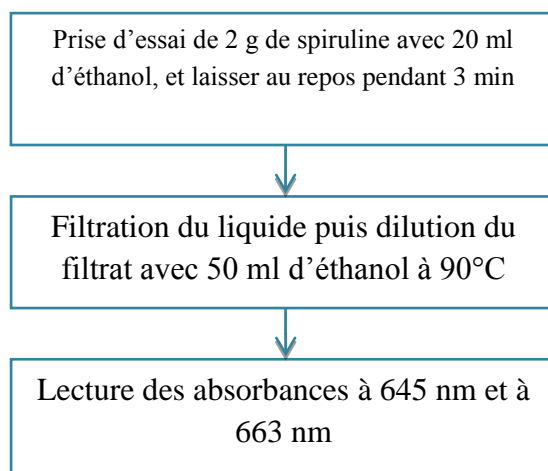 Prise d’essai de 2 g de spiruline avec 20 ml
d’éthanol, et laisser au repos pendant 3 min
Filtration du liquide puis dilution du
filtrat avec 50 ml d’éthanol à 90°C
Lecture des absorbances à 645 nm et à
663 nm